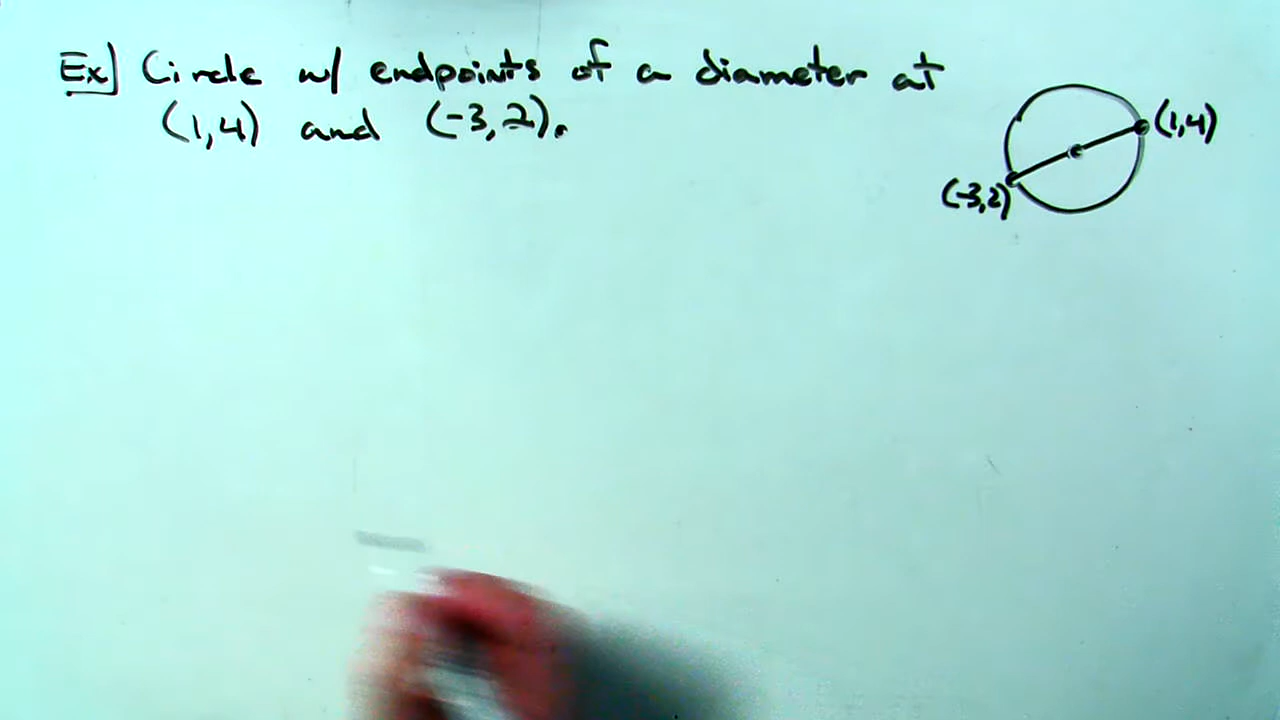 Ex] Circle w/ endpoints of a diameter at
(1,4) and (-3,2).
(1,4)
(-3,2)